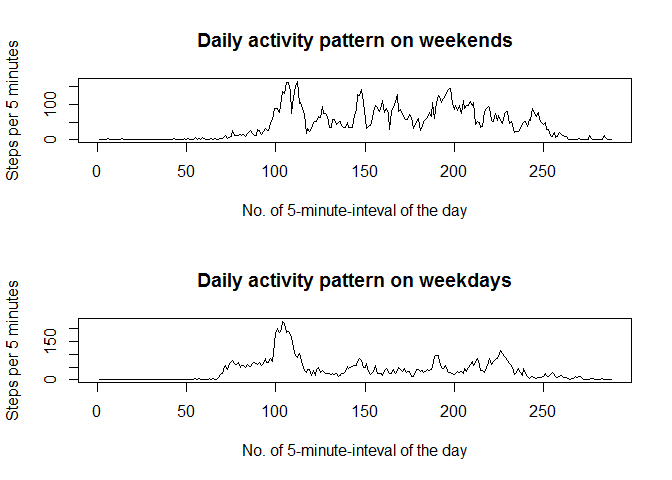 Daily activity pattern on weekends
Steps per 5 minutes
100
0
0 50 100 150 200 250
No. of 5-minute-inteval of the day
Daily activity pattern on weekdays
Steps per 5 minutes
150
0
0 50 100 150 200 250
No. of 5-minute-inteval of the day